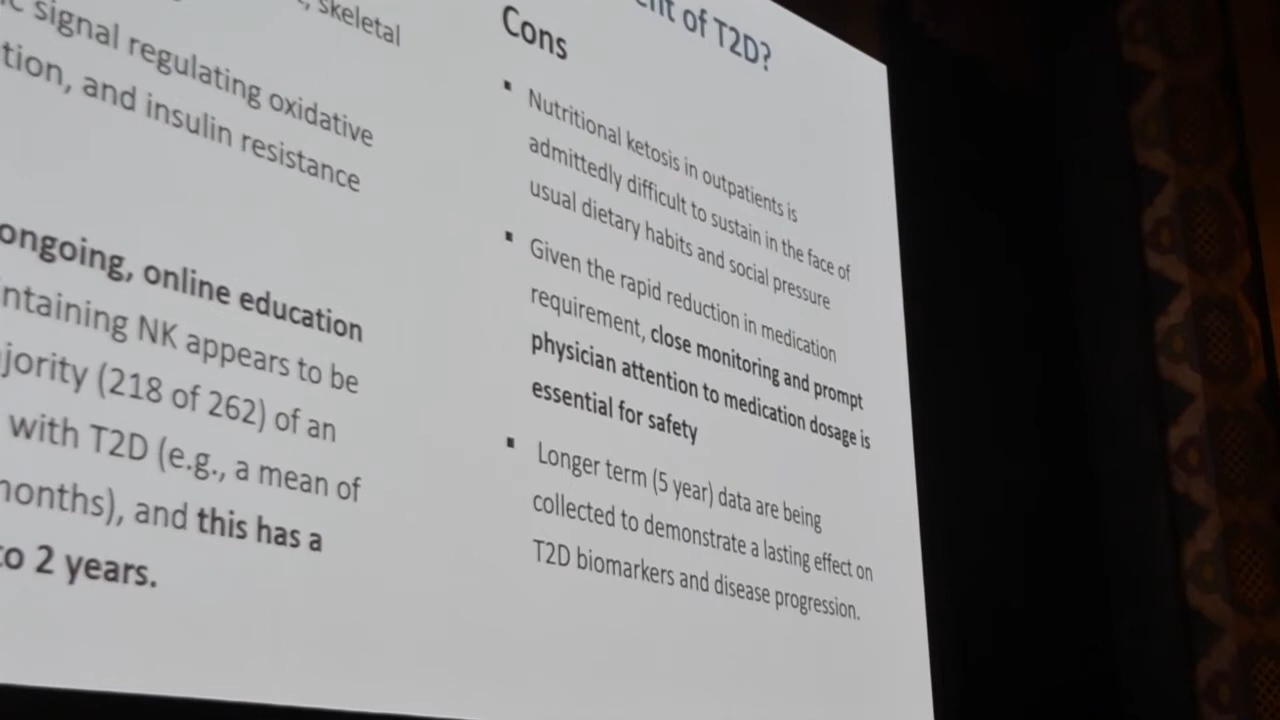 of T2D?
skeletal
signal regulating oxidative
tion, and insulin resistance
ongoing, online education
ntaining NK appears to be
jority (218 of 262) of an
with T2D (e.g., a mean of
months), and this has a
to 2 years.
Cons
▪ Nutritional ketosis in outpatients is
admittedly difficult to sustain in the face of
usual dietary habits and social pressure
▪ Given the rapid reduction in medication
requirement, close monitoring and prompt
physician attention to medication dosage is
essential for safety
▪ Longer term (5 year) data are being
collected to demonstrate a lasting effect on
T2D biomarkers and disease progression.